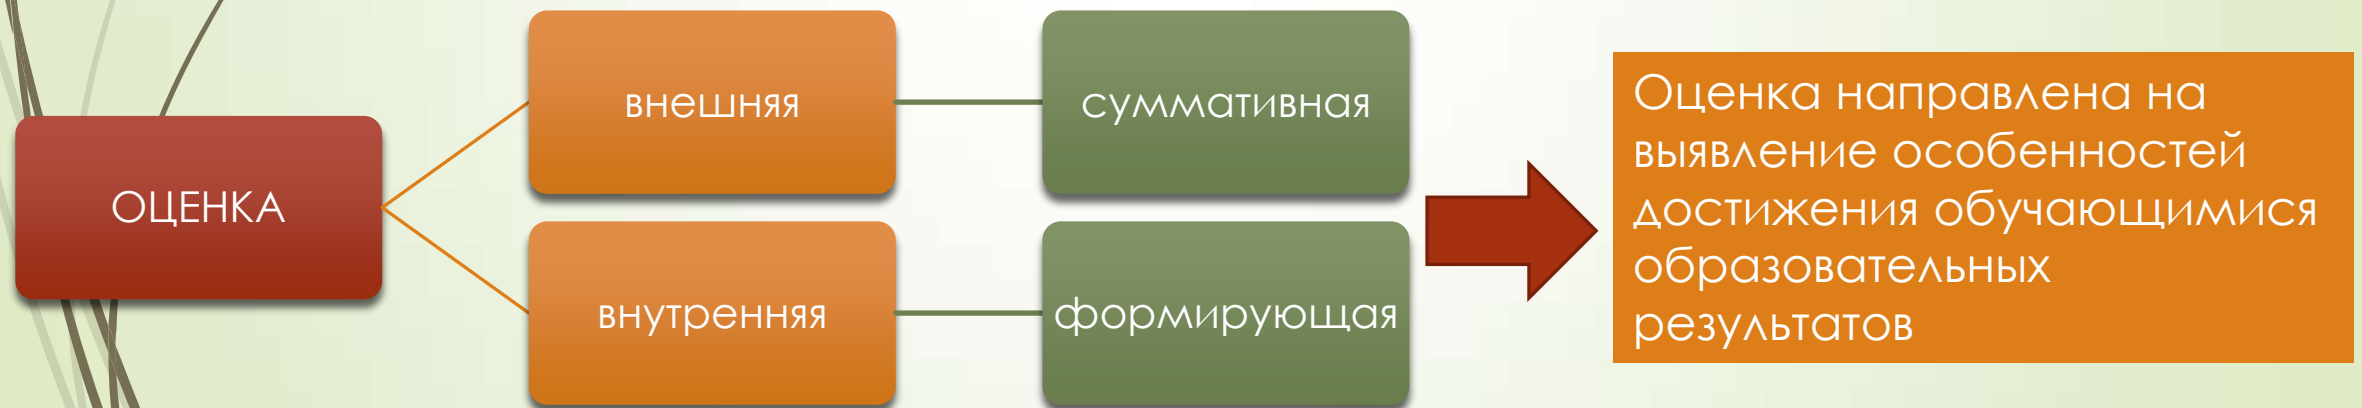 ОЦЕНКА
внешняя
суммативная
внутренняя
формирующая
Оценка направлена на
выявление особенностей
достижения обучающимися
образовательных
результатов